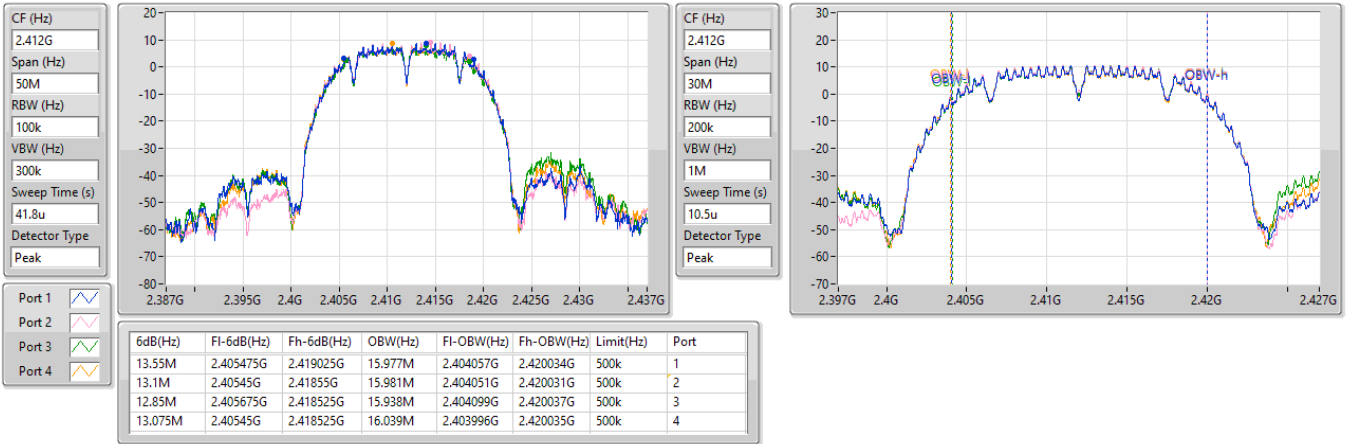 CF (Hz)
2.412G
Span (Hz)
50M
RBW (Hz)
100k
VBW (Hz)
300k
Sweep Time (s)
41.8u
Detector Type
Peak
20
10
0
-10
-20
-30
-40
-50
-60
-70
-80
2.387G 2.395G 2.4G 2.405G 2.41G 2.415G 2.42G 2.425G 2.43G 2.437G
CF (Hz)
2.412G
Span (Hz)
30M
RBW (Hz)
200k
VBW (Hz)
1M
Sweep Time (s)
10.5u
Detector Type
Peak
30
20
10
0
-10
-20
-30
-40
-50
-60
-70
OBW-l
OBW-h
2.397G 2.4G 2.405G 2.41G 2.415G 2.42G 2.427G
Port 1
Port 2
Port 3
Port 4
6dB(Hz) Fl-6dB(Hz) Fh-6dB(Hz) OBW(Hz) Fl-OBW(Hz) Fh-OBW(Hz) Limit(Hz) Port
13.55M 2.405475G 2.419025G 15.977M 2.404057G 2.420034G 500k 1
13.1M 2.40545G 2.41855G 15.981M 2.404051G 2.420031G 500k 2
12.85M 2.405675G 2.418525G 15.938M 2.404099G 2.420037G 500k 3
13.075M 2.40545G 2.418525G 16.039M 2.403996G 2.420035G 500k 4